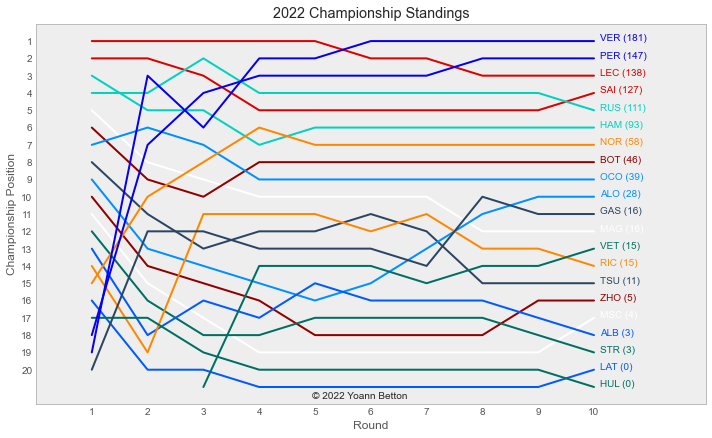 2022 Championship Standings
Championship Position
1
2
3
4
5
6
7
8
9
10
11
12
13
14
15
16
17
18
19
20
VER (181)
PER (147)
LEC (138)
SAI (127)
RUS (111)
HAM (93)
NOR (58)
BOT (46)
OCO (39)
ALO (28)
GAS (16)
MAG (16)
VET (15)
RIC (15)
TSU (11)
ZHO (5)
MSC (4)
ALB (3)
STR (3)
LAT (0)
HUL (0)
© 2022 Yoann Betton
1 2 3 4 5 6 7 8 9 10
Round